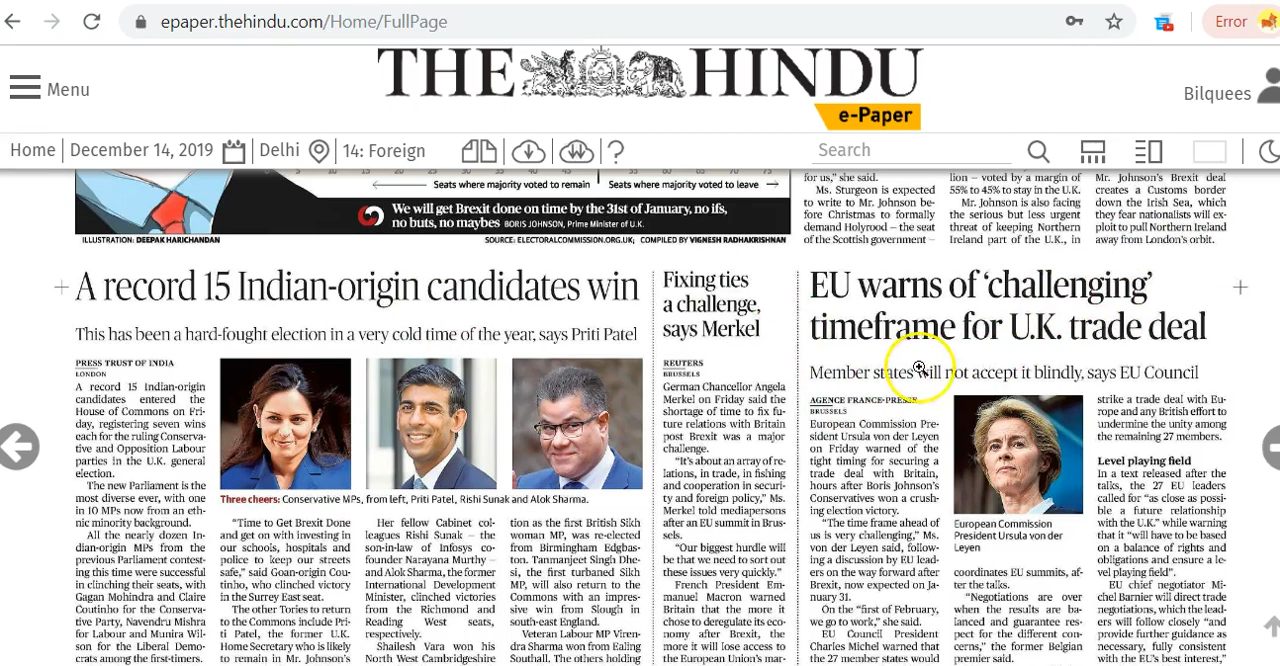 epaper.thehindu.com/Home/FullPage
Error
THE HINDU
e-Paper
Menu
Bilquees
Home
December 14, 2019
Delhi
14: Foreign
?
Search
Seats where majority voted to remain
Seats where majority voted to leave
We will get Brexit done on time by the 31st of January, no ifs,
no buts, no maybes BORIS JOHNSON, Prime Minister of U.K.
ILLUSTRATION: DEEPAK HARICHANDAN
SOURCE: ELECTORALCOMMISSION.ORG.UK; COMPILED BY VIGNESH RADHAKRISHNAN
for us," she said.
Ms. Sturgeon is expected
to write to Mr. Johnson be-
fore Christmas to formally
demand Holyrood – the seat
of the Scottish government –
lion – voted by a margin of
55% to 45% to stay in the U.K.
Mr. Johnson is also facing
the serious but less urgent
threat of keeping Northern
Ireland part of the U.K., in
Mr. Johnson's Brexit deal
creates a Customs border
down the Irish Sea, which
they fear nationalists will ex-
ploit to pull Northern Ireland
away from London's orbit.
A record 15 Indian-origin candidates win
This has been a hard-fought election in a very cold time of the year, says Priti Patel
PRESS TRUST OF INDIA
LONDON
A record 15 Indian-origin
candidates entered the
House of Commons on Fri-
day, registering seven wins
each for the ruling Conserva-
tive and Opposition Labour
parties in the U.K. general
election.
The new Parliament is the
most diverse ever, with one
in 10 MPs now from an eth-
nic minority background.
All the nearly dozen In-
dian-origin MPs from the
previous Parliament contest-
ing this time were successful
in clinching their seats, with
Gagan Mohindra and Claire
Coutinho for the Conserva-
tive Party, Navendru Mishra
for Labour and Munira Wil-
son for the Liberal Demo-
crats among the first-timers.
Three cheers: Conservative MPs, from left, Priti Patel, Rishi Sunak and Alok Sharma.
"Time to Get Brexit Done
and get on with investing in
our schools, hospitals and
police to keep our streets
safe," said Goan-origin Cou-
tinho, who clinched victory
in the Surrey East seat.
The other Tories to return
to the Commons include Pri-
ti Patel, the former U.K.
Home Secretary who is likely
to remain in Mr. Johnson's
Her fellow Cabinet col-
leagues Rishi Sunak – the
son-in-law of Infosys co-
founder Narayana Murthy –
and Alok Sharma, the former
International Development
Minister, clinched victories
from the Richmond and
Reading West seats,
respectively.
Shailesh Vara won his
North West Cambridgeshire
tion as the first British Sikh
woman MP, was re-elected
from Birmingham Edgbas-
ton. Tanmanjeet Singh Dhe-
si, the first turbaned Sikh
MP, will also return to the
Commons with an impres-
sive win from Slough in
south-east England.
Veteran Labour MP Viren-
dra Sharma won from Ealing
Southall. The others holding
Fixing ties
a challenge,
says Merkel
REUTERS
BRUSSELS
German Chancellor Angela
Merkel on Friday said the
shortage of time to fix fu-
ture relations with Britain
post Brexit was a major
challenge.
"It's about an array of re-
lations, in trade, in fishing
and cooperation in securi-
ty and foreign policy," Ms.
Merkel told mediapersons
after an EU summit in Brus-
sels.
"Our biggest hurdle will
be that we need to sort out
these issues very quickly."
French President Em-
manuel Macron warned
Britain that the more it
chose to deregulate its eco-
nomy after Brexit, the
more it will lose access to
the European Union's mar-
EU warns of 'challenging'
timeframe for U.K. trade deal
Member states will not accept it blindly, says EU Council
AGENCE FRANCE-PRESSE
BRUSSELS
European Commission Pre-
sident Ursula von der Leyen
on Friday warned of the
tight timing for securing a
trade deal with Britain,
hours after Boris Johnson's
Conservatives won a crush-
ing election victory.
"The time frame ahead of
us is very challenging," Ms.
von der Leyen said, follow-
ing a discussion by EU lead-
ers on the way forward after
Brexit, now expected on Ja-
nuary 31.
On the "first of February,
we go to work," she said.
EU Council President
Charles Michel warned that
the 27 member states would
European Commission
President Ursula von der
Leyen
coordinates EU summits, af-
ter the talks.
"Negotiations are over
when the results are ba-
lanced and guarantee res-
pect for the different con-
cerns," the former Belgian
premier said.
strike a trade deal with Eu-
rope and any British effort to
undermine the unity among
the remaining 27 members.
Level playing field
In a text released after the
talks, the 27 EU leaders
called for "as close as possi-
ble a future relationship
with the U.K." while warning
that it "will have to be based
on a balance of rights and
obligations and ensure a le-
vel playing field".
EU chief negotiator Mi-
chel Barnier will direct trade
negotiations, which the lead-
ers will follow closely "and
provide further guidance as
necessary, fully consistent
with the EU's best interest,"